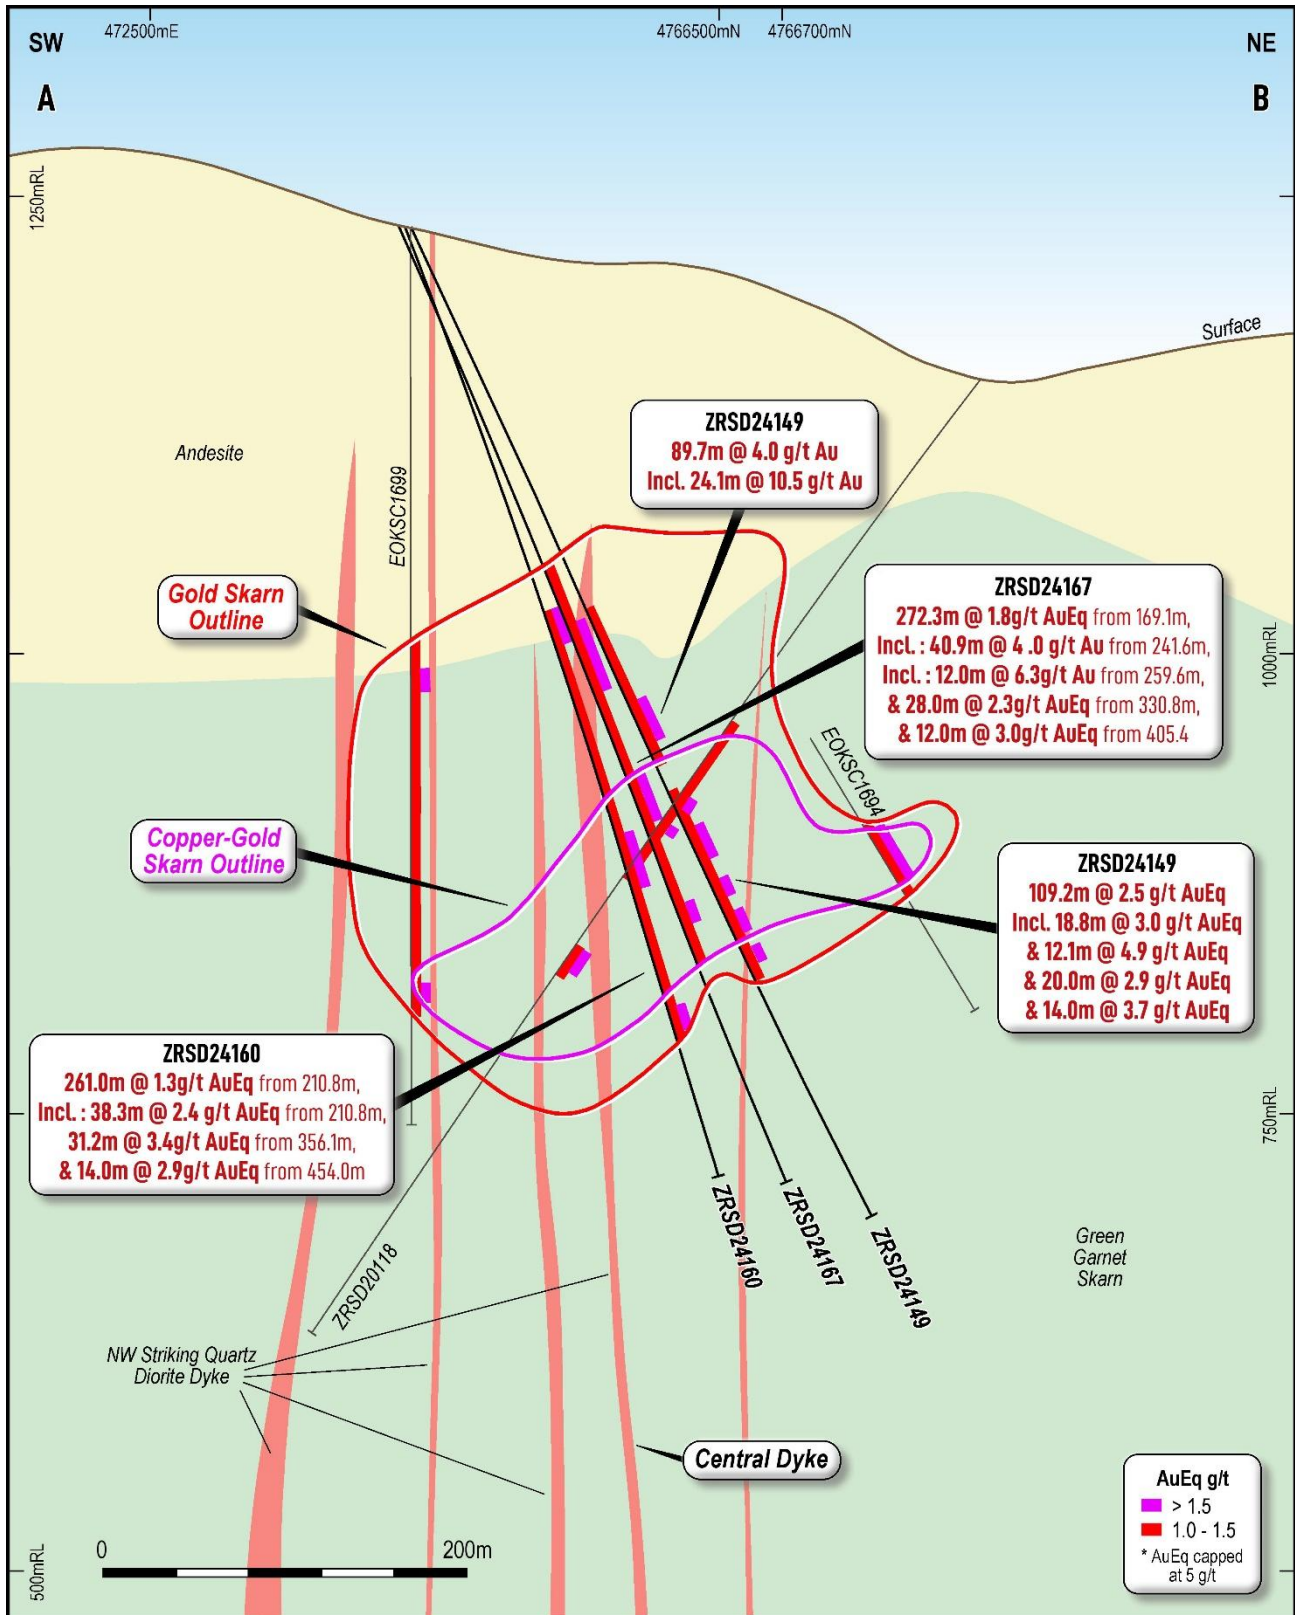 472500mE
4766500mN
4766700mN
SW
NE
A
B
1250mRL
Surface
ZRSD24149
89.7m @ 4.0 g/t Au
Incl. 24.1m @ 10.5 g/t Au
Andesite
EOKSC1699
ZRSD24167
272.3m @ 1.8g/t AuEq from 169.1m,
Incl. : 40.9m @ 4 .0 g/t Au from 241.6m,
Incl. : 12.0m @ 6.3g/t Au from 259.6m,
& 28.0m @ 2.3g/t AuEq from 330.8m,
& 12.0m @ 3.0g/t AuEq from 405.4
Gold Skarn
Outline
1000mRL
EOKSC1694
Copper-Gold
Skarn Outline
ZRSD24149
109.2m @ 2.5 g/t AuEq
Incl. 18.8m @ 3.0 g/t AuEq
& 12.1m @ 4.9 g/t AuEq
& 20.0m @ 2.9 g/t AuEq
& 14.0m @ 3.7 g/t AuEq
ZRSD24160
261.0m @ 1.3g/t AuEq from 210.8m,
Incl. : 38.3m @ 2.4 g/t AuEq from 210.8m,
31.2m @ 3.4g/t AuEq from 356.1m,
& 14.0m @ 2.9g/t AuEq from 454.0m
750mRL
ZRSD24160
ZRSD24167
ZRSD24149
ZRSD20118
Green
Garnet
Skarn
NW Striking Quartz
Diorite Dyke
Central Dyke
AuEq g/t
> 1.5
1.0 - 1.5
* AuEq capped
at 5 g/t
0
200m
500mRL